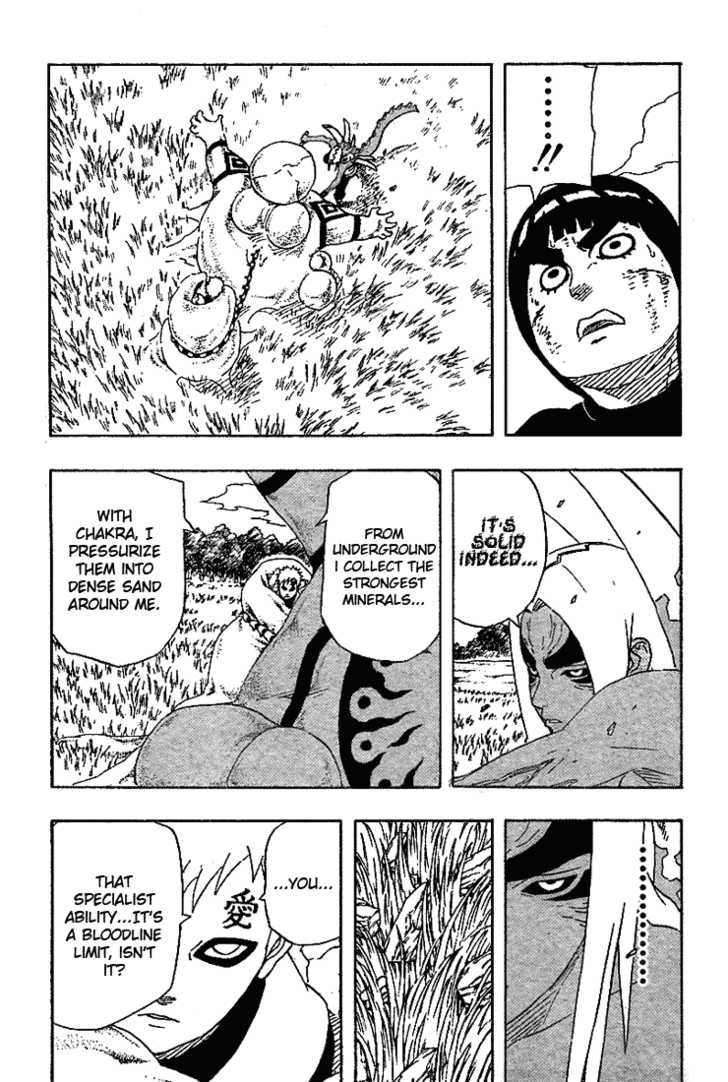 !!
IT'S
SOLID
INDEED...
FROM
UNDERGROUND
I COLLECT THE
STRONGEST
MINERALS...
WITH
CHAKRA, I
PRESSURIZE
THEM INTO
DENSE SAND
AROUND ME.
...YOU...
愛
THAT
SPECIALIST
ABILITY...IT'S
A BLOODLINE
LIMIT, ISN'T
IT?